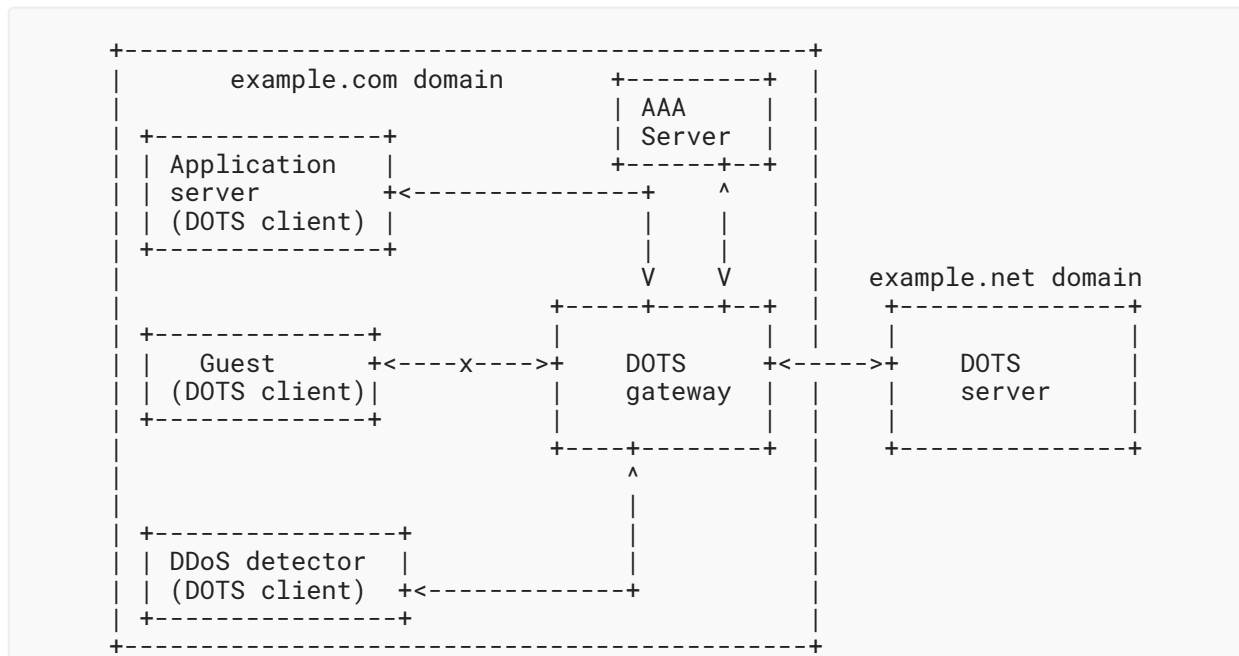 +-----------------------------------------------+
|       example.com domain       +---------+  |
|                                | AAA     |  |
| +---------------+              | Server  |  |
| | Application   |              +------+--+  |
| | server        +<----------------+    ^     |
| | (DOTS client) |                 |    |     |
| +---------------+                 |    |     |
|                                   V    V     |   example.net domain
|                             +-----+----+--+  |    +---------------+
| +--------------+            |             |  |    |               |
| |   Guest      +<----x---->+    DOTS      +<----->+    DOTS       |
| | (DOTS client)|            |    gateway  |  |    |    server     |
| +--------------+            |             |  |    |               |
|                             +----+--------+  |    +---------------+
|                                  ^           |
|                                  |           |
| +----------------+               |           |
| | DDoS detector  |               |           |
| | (DOTS client)  +<--------------+           |
| +----------------+                           |
+-----------------------------------------------+